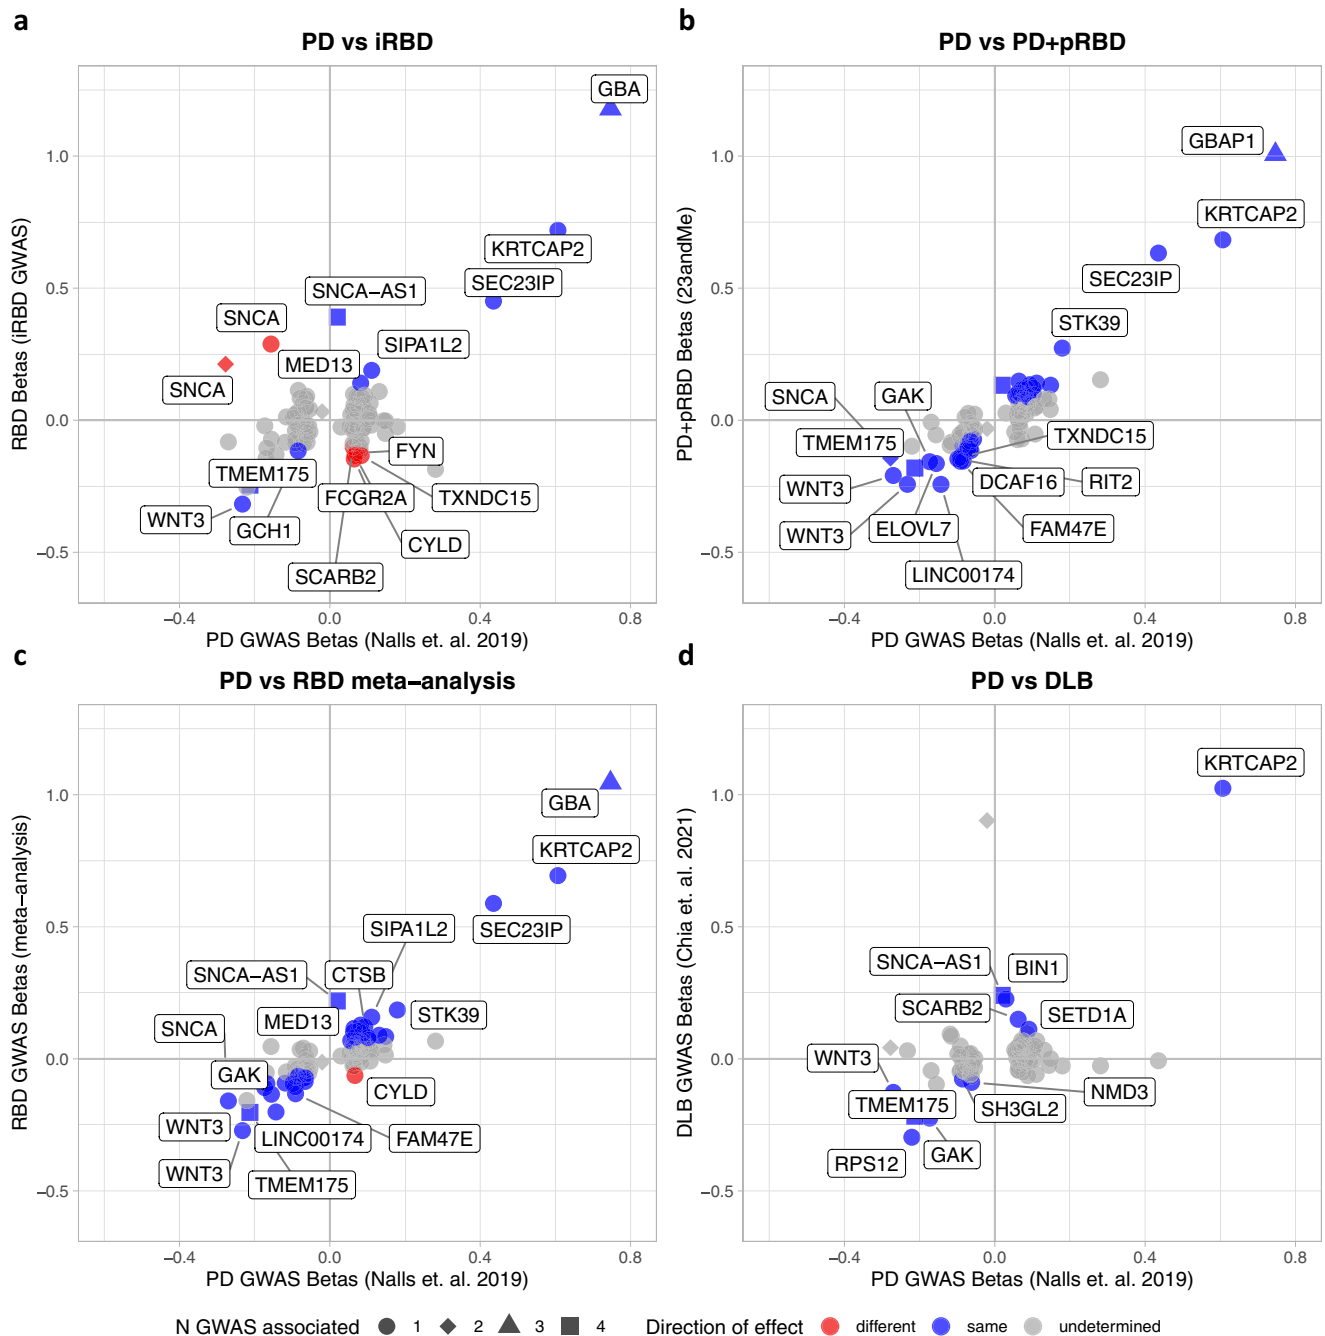 a
PD vs iRBD
RBD Betas (iRBD GWAS)
1.0
0.5
0.0
−0.5
GBA
KRTCAP2
SEC23IP
SNCA−AS1
SNCA
SIPA1L2
MED13
SNCA
FYN
TMEM175
FCGR2A
TXNDC15
WNT3
GCH1
CYLD
SCARB2
−0.4
0.0
0.4
0.8
PD GWAS Betas (Nalls et. al. 2019)
b
PD vs PD+pRBD
PD+pRBD Betas (23andMe)
1.0
0.5
0.0
−0.5
GBAP1
KRTCAP2
SEC23IP
STK39
SNCA
GAK
TMEM175
TXNDC15
WNT3
DCAF16
RIT2
WNT3
ELOVL7
FAM47E
LINC00174
−0.4
0.0
0.4
0.8
PD GWAS Betas (Nalls et. al. 2019)
c
PD vs RBD meta−analysis
RBD GWAS Betas (meta−analysis)
1.0
0.5
0.0
−0.5
GBA
KRTCAP2
SIPA1L2
SEC23IP
SNCA−AS1
CTSB
SNCA
MED13
STK39
GAK
CYLD
WNT3
LINC00174
FAM47E
WNT3
TMEM175
−0.4
0.0
0.4
0.8
PD GWAS Betas (Nalls et. al. 2019)
d
PD vs DLB
DLB GWAS Betas (Chia et. al. 2021)
1.0
0.5
0.0
−0.5
KRTCAP2
SNCA−AS1
BIN1
SCARB2
SETD1A
WNT3
TMEM175
SH3GL2
NMD3
RPS12
GAK
−0.4
0.0
0.4
0.8
PD GWAS Betas (Nalls et. al. 2019)
N GWAS associated 1 2 3 4 Direction of effect different same undetermined